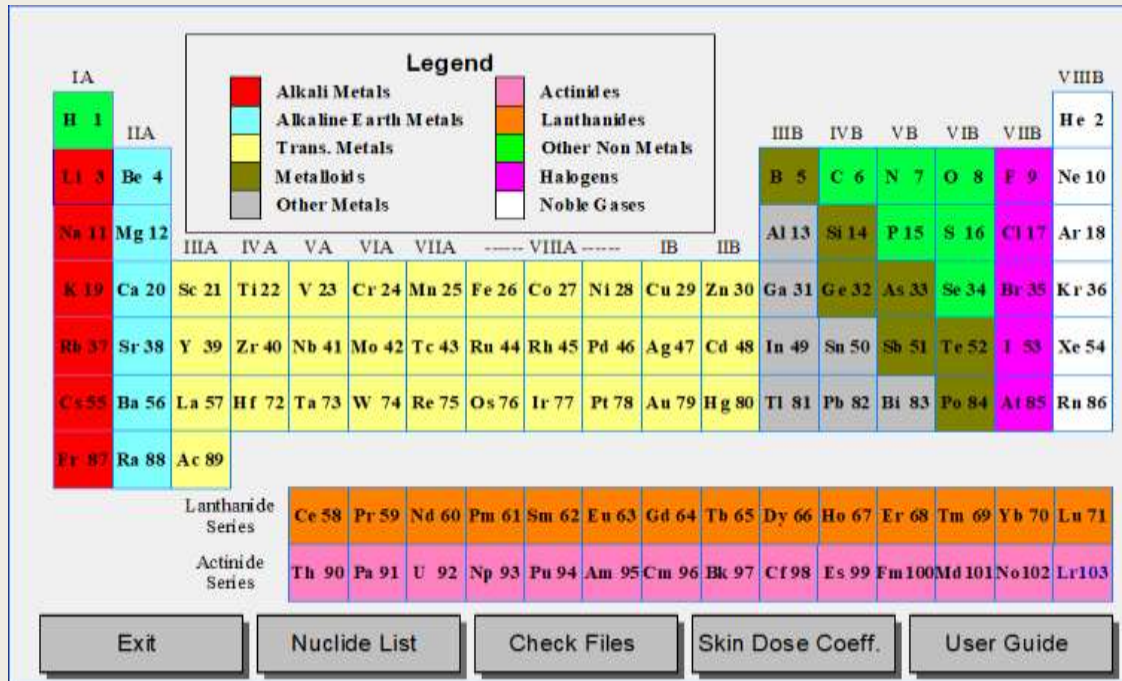 Legend
IA
VIIIB
Alkali Metals
Actinides
H 1
IIA
Alkaline Earth Metals
Lanthanides
IIIB IVB VB VIB VIIB
He 2
Trans. Metals
Other Non Metals
Li 3 Be 4
Metalloids
Halogens
B 5 C 6 N 7 O 8 F 9 Ne 10
Other Metals
Noble Gases
Na 11 Mg 12
IIIA IVA VA VIA VIIA ------ VIIIA ------ IB IIB
Al 13 Si 14 P 15 S 16 Cl 17 Ar 18
K 19 Ca 20 Sc 21 Ti 22 V 23 Cr 24 Mn 25 Fe 26 Co 27 Ni 28 Cu 29 Zn 30 Ga 31 Ge 32 As 33 Se 34 Br 35 Kr 36
Rb 37 Sr 38 Y 39 Zr 40 Nb 41 Mo 42 Tc 43 Ru 44 Rh 45 Pd 46 Ag 47 Cd 48 In 49 Sn 50 Sb 51 Te 52 I 53 Xe 54
Cs 55 Ba 56 La 57 Hf 72 Ta 73 W 74 Re 75 Os 76 Ir 77 Pt 78 Au 79 Hg 80 Tl 81 Pb 82 Bi 83 Po 84 At 85 Rn 86
Fr 87 Ra 88 Ac 89
Lanthanide
Series
Ce 58 Pr 59 Nd 60 Pm 61 Sm 62 Eu 63 Gd 64 Tb 65 Dy 66 Ho 67 Er 68 Tm 69 Yb 70 Lu 71
Actinide
Series
Th 90 Pa 91 U 92 Np 93 Pu 94 Am 95 Cm 96 Bk 97 Cf 98 Es 99 Fm 100 Md 101 No 102 Lr 103
Exit
Nuclide List
Check Files
Skin Dose Coeff.
User Guide